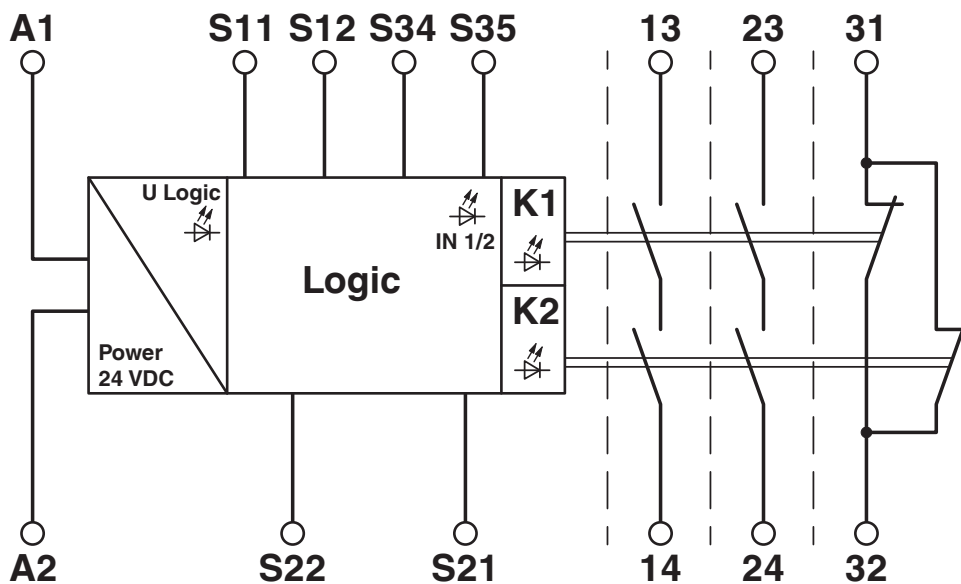 A1 S11 S12 S34 S35 13 23 31
U Logic
K1
IN 1/2
Logic
K2
Power
24 VDC
A2 S22 S21 14 24 32